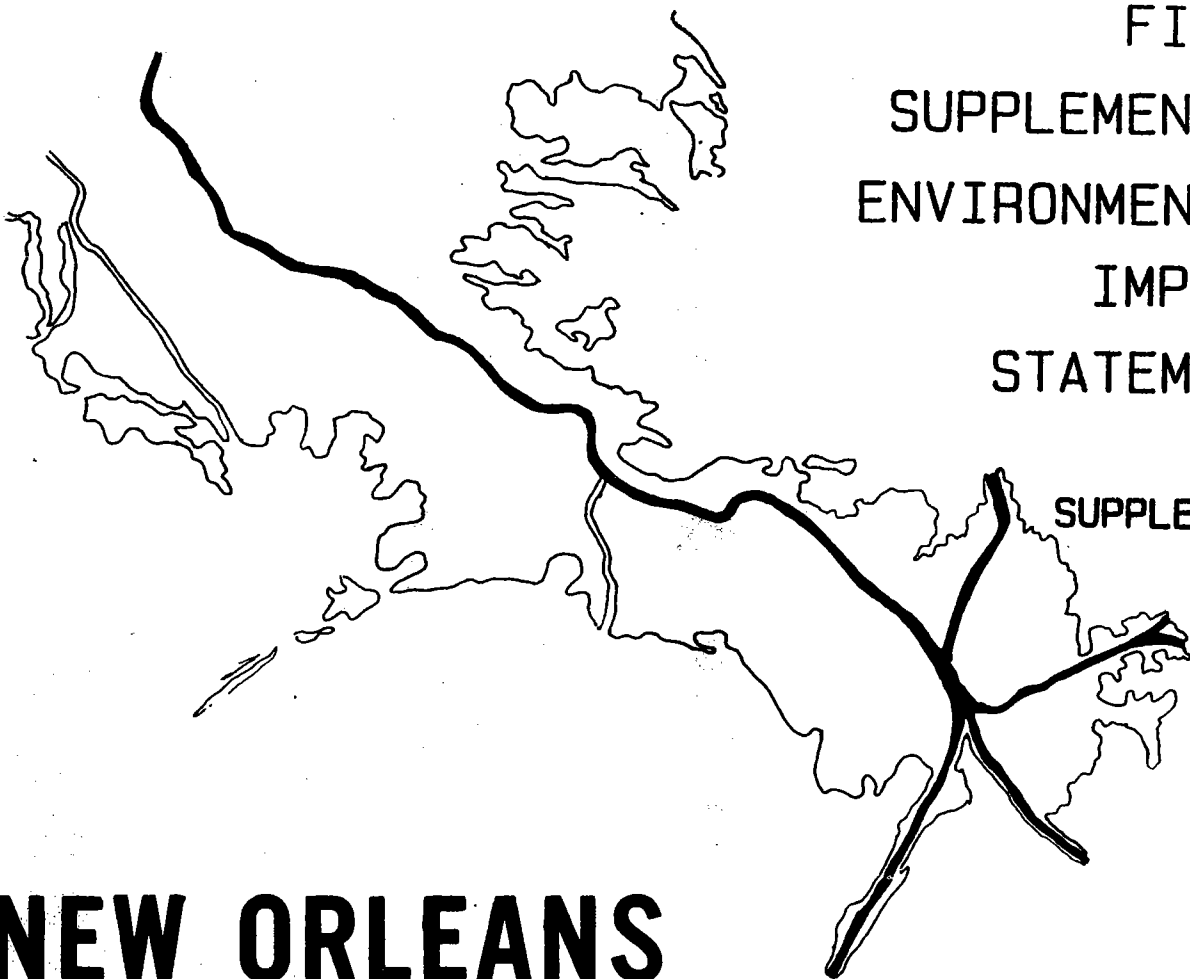 FI
SUPPLEMEN
ENVIRONMEN
IMP
STATEM
SUPPLE
NEW ORLEANS